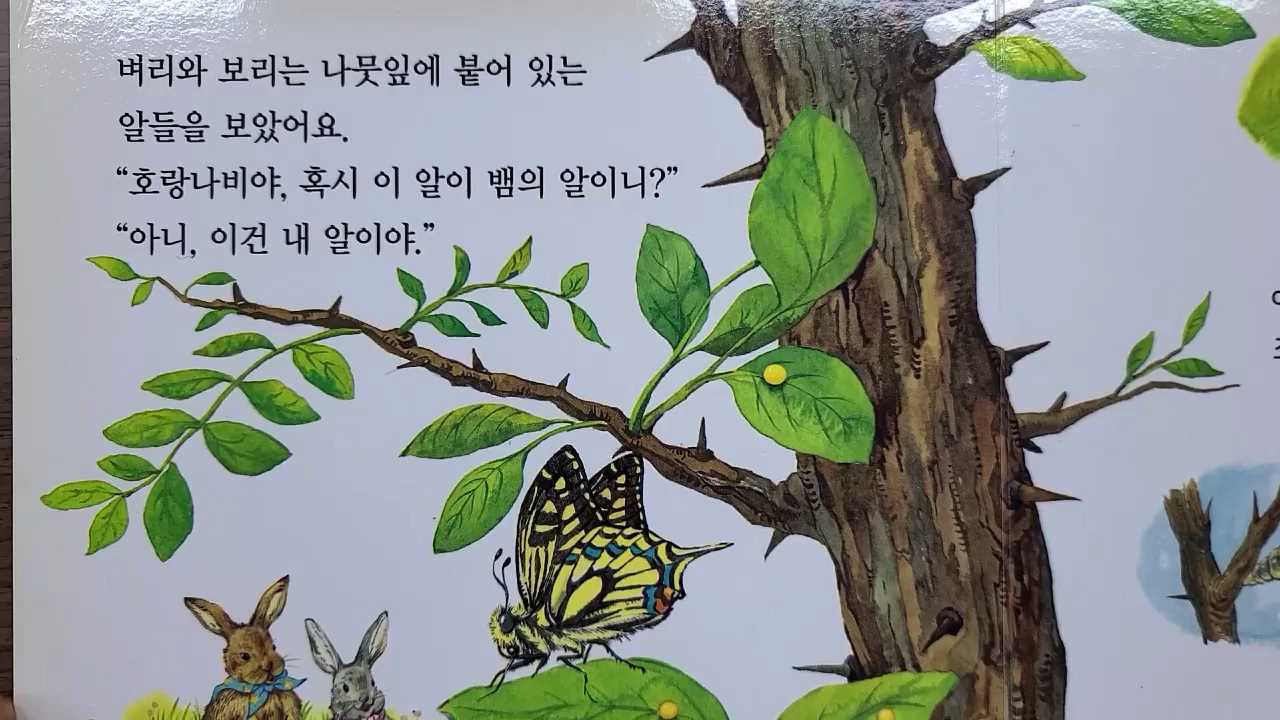 벼리와 보리는 나뭇잎에 붙어 있는
알들을 보았어요.
“호랑나비야, 혹시 이 알이 뱀의 알이니?”
“아니, 이건 내 알이야.”